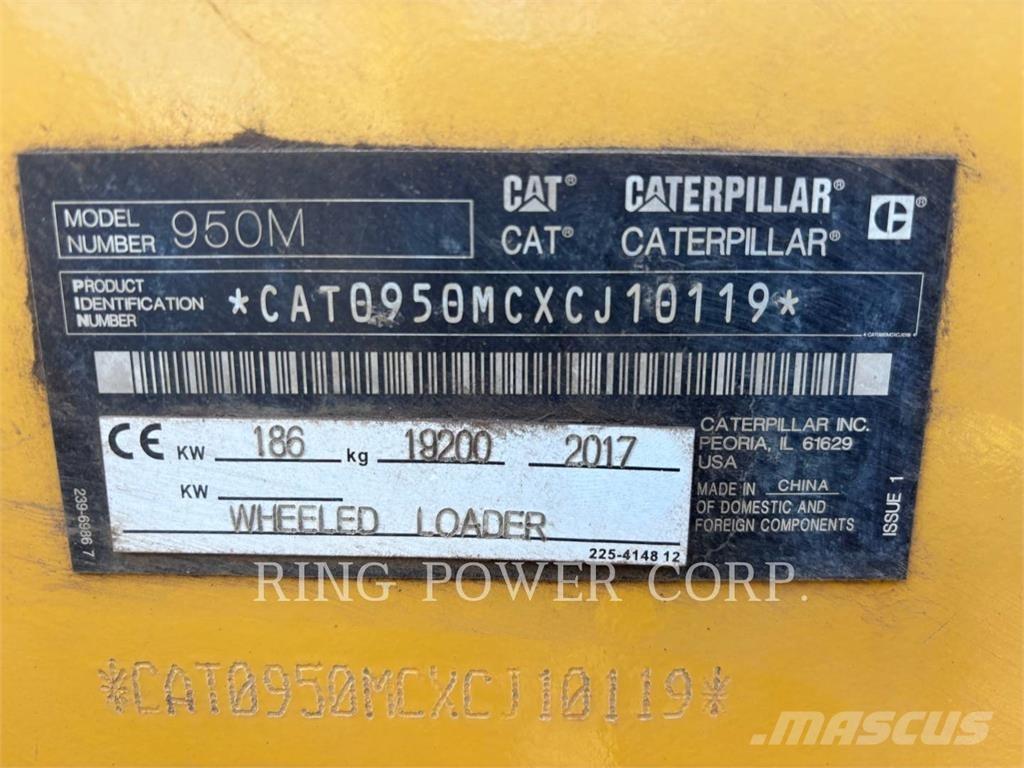 MODEL NUMBER 950M
CAT® CATERPILLAR® ®
CAT® CATERPILLAR®
PRODUCT IDENTIFICATION NUMBER *CAT0950MCXCJ10119*
CE KW 186 kg 19200 2017
KW
WHEELED LOADER
225-4148 12
239-6986 7
CATERPILLAR INC.
PEORIA, IL 61629
USA
MADE IN CHINA
OF DOMESTIC AND
FOREIGN COMPONENTS
ISSUE 1
RING POWER CORP.
*CAT0950MCXCJ10119*
MASCUS